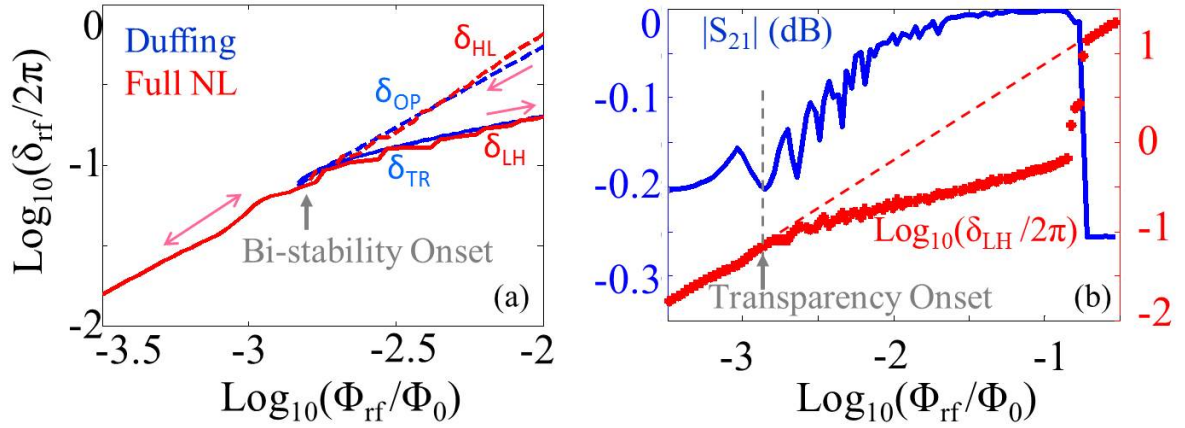 Duffing
Full NL
δHL
δOP
δTR
δLH
Bi-stability Onset
(a)
0
-1
-2
-3.5 -3 -2.5 -2
Log10(δrf/2π)
Log10(Φrf/Φ0)
|S21| (dB)
Log10(δLH/2π)
Transparency Onset
(b)
0
-0.1
-0.2
-0.3
1
0
-1
-2
-3 -2 -1
Log10(Φrf/Φ0)